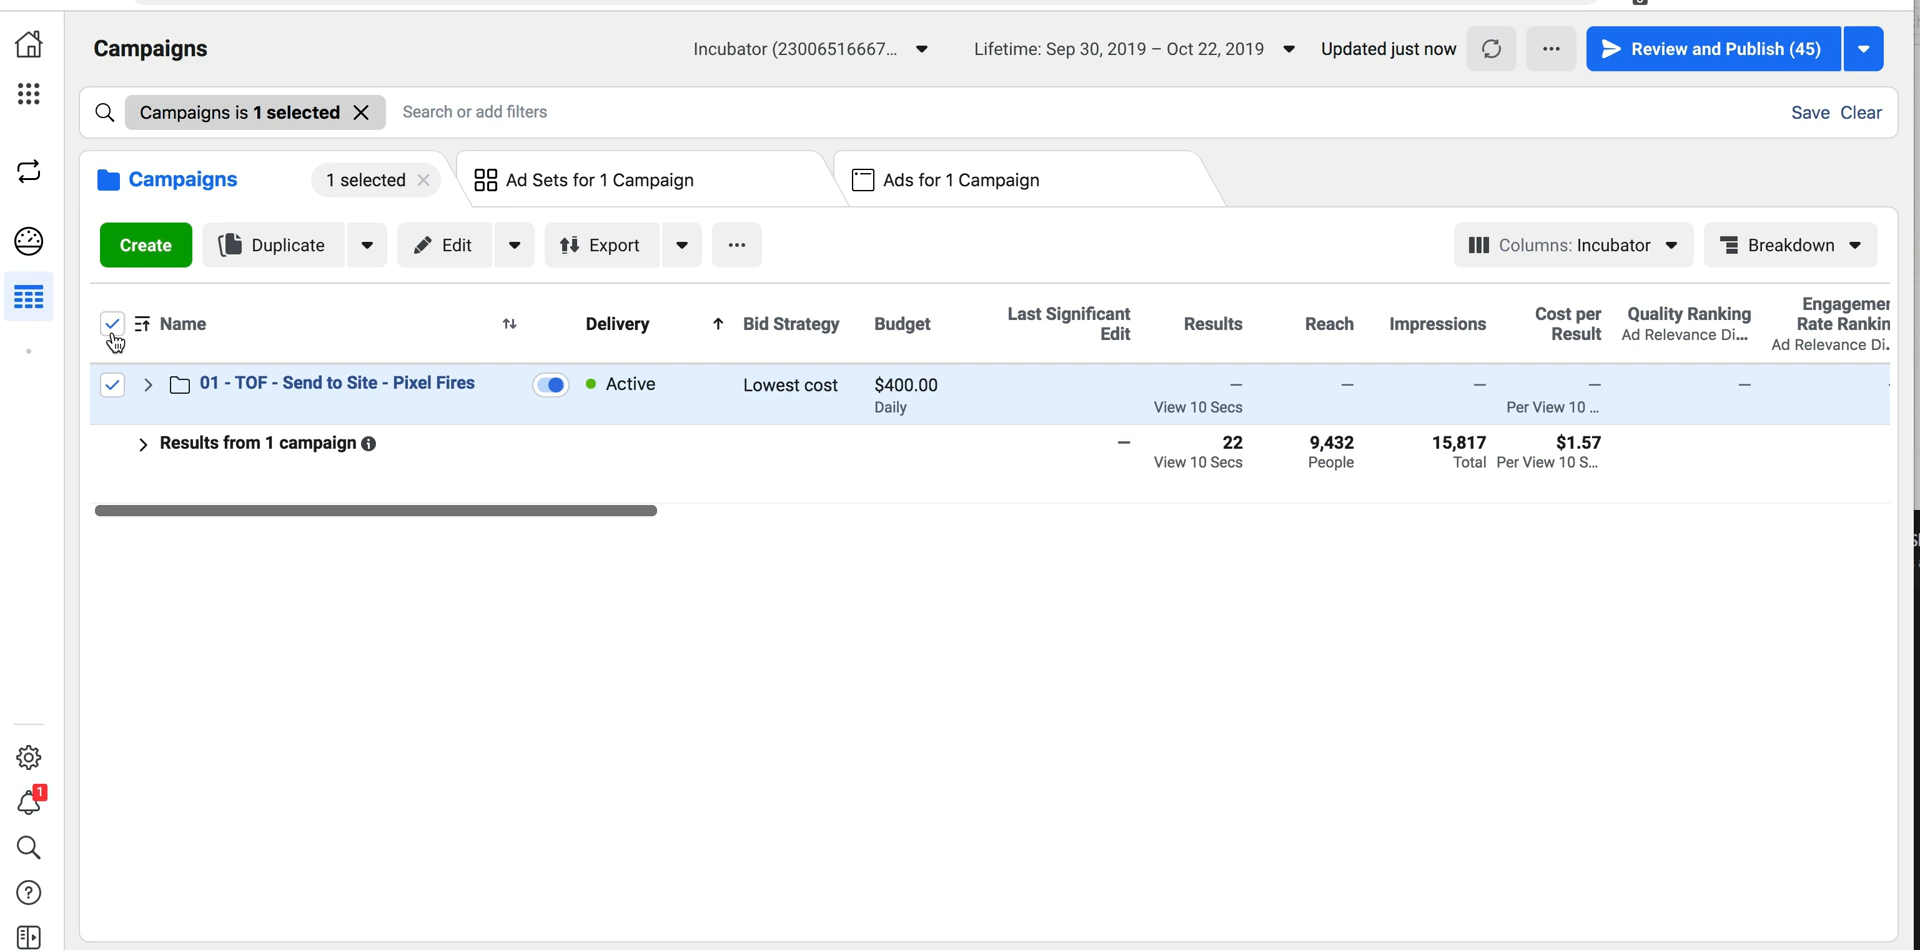 Campaigns
Incubator (23006516667...
Lifetime: Sep 30, 2019 – Oct 22, 2019
Updated just now
Review and Publish (45)
Campaigns is 1 selected
Search or add filters
Save Clear
Campaigns
1 selected
Ad Sets for 1 Campaign
Ads for 1 Campaign
Create
Duplicate
Edit
Export
Columns: Incubator
Breakdown
Name
Delivery
Bid Strategy
Budget
Last Significant
Edit
Results
Reach
Impressions
Cost per
Result
Quality Ranking
Ad Relevance Di...
Engagemen
Rate Rankin
Ad Relevance Di.
01 - TOF - Send to Site - Pixel Fires
Active
Lowest cost
$400.00
Daily
—
View 10 Secs
—
—
—
Per View 10 ...
—
Results from 1 campaign
—
22
View 10 Secs
9,432
People
15,817
Total
$1.57
Per View 10 S...
1